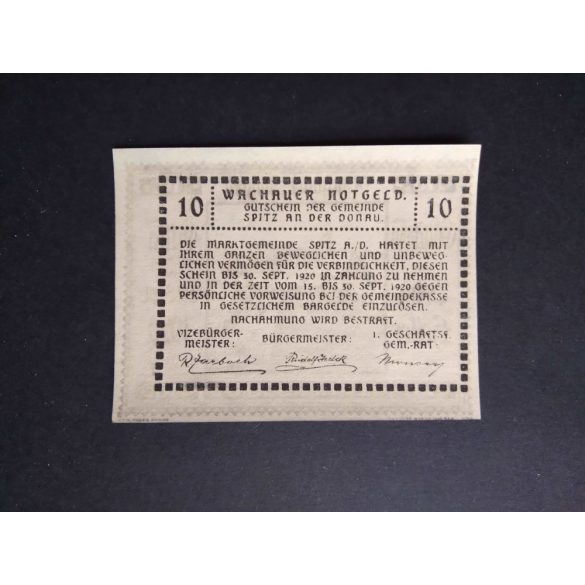 10 WACHAUER NOTGELD. 10
GUTSCHEIN DER GEMEINDE
SPITZ AN DER DONAU.
DIE MARKTGEMEINDE SPITZ A./D. HAFTET MIT
IHREM GANZEN BEWEGLICHEN UND UNBEWEG-
LICHEN VERMÖGEN FÜR DIE VERBINDLICHKEIT, DIESEN
SCHEIN BIS 30. SEPT. 1920 IN ZAHLUNG ZU NEHMEN
UND IN DER ZEIT VOM 15. BIS 30. SEPT. 1920 GEGEN
PERSÖNLICHE VORWEISUNG BEI DER GEMEINDEKASSE
IN GESETZLICHEM BARGELDE EINZULÖSEN.
NACHAHMUNG WIRD BESTRAFT.
VIZEBÜRGER-
MEISTER:
BÜRGERMEISTER:
1. GESCHÄFTSF.
GEM.-RAT: